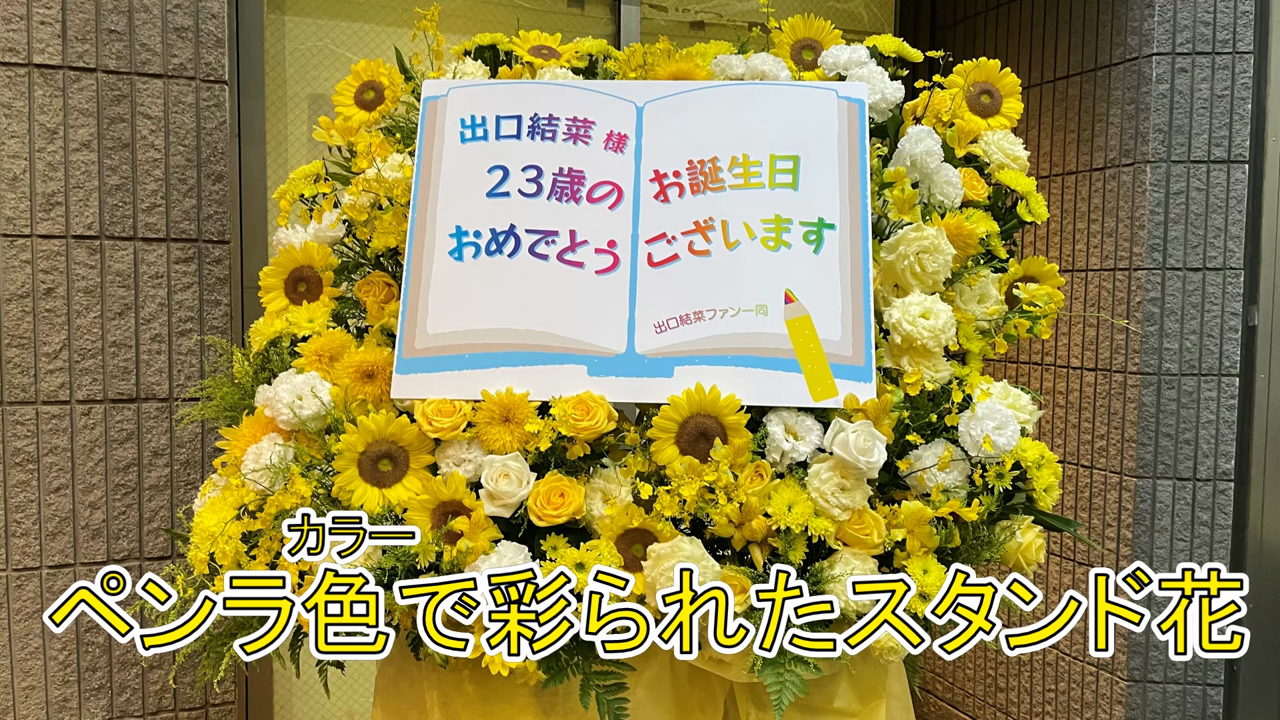 出口結菜 様
23歳の
おめでとう
お誕生日
ございます
出口結菜ファン一同
カラー
ペンラ色で彩られたスタンド花